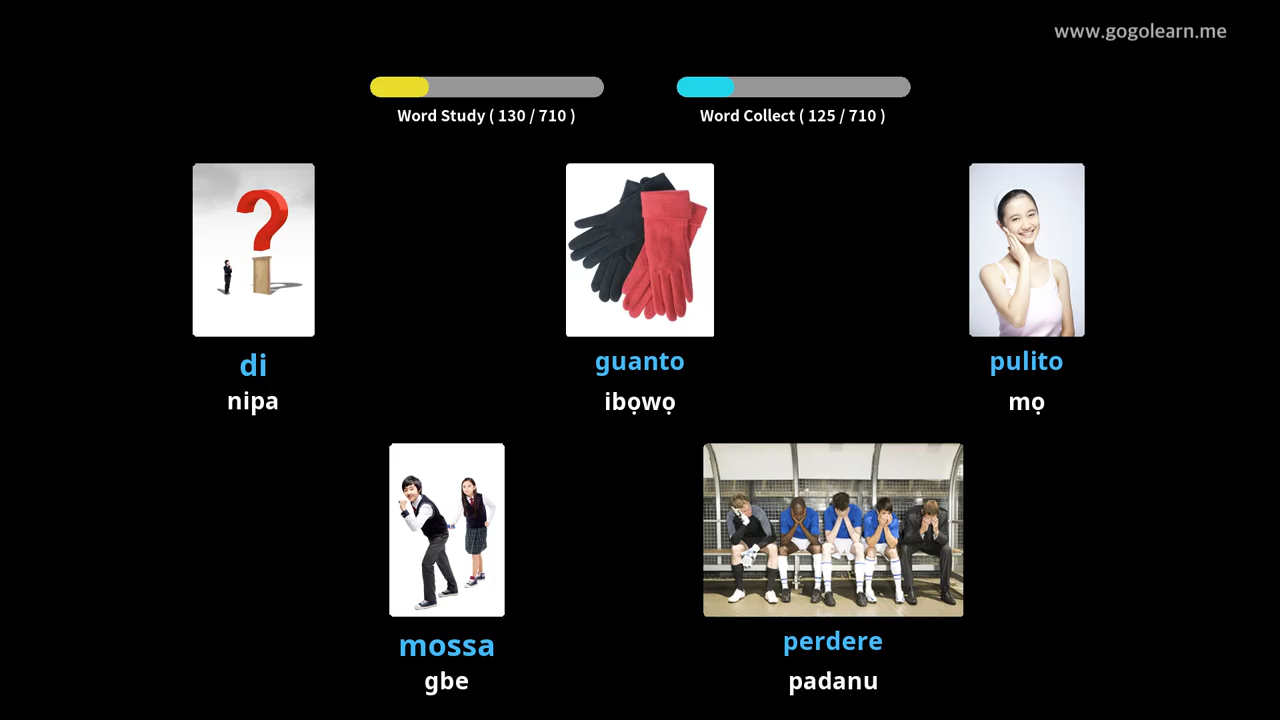 www.gogolearn.me
Word Study ( 130 / 710 )
Word Collect ( 125 / 710 )
di
nipa
guanto
ibọwọ
pulito
mọ
mossa
gbe
perdere
padanu